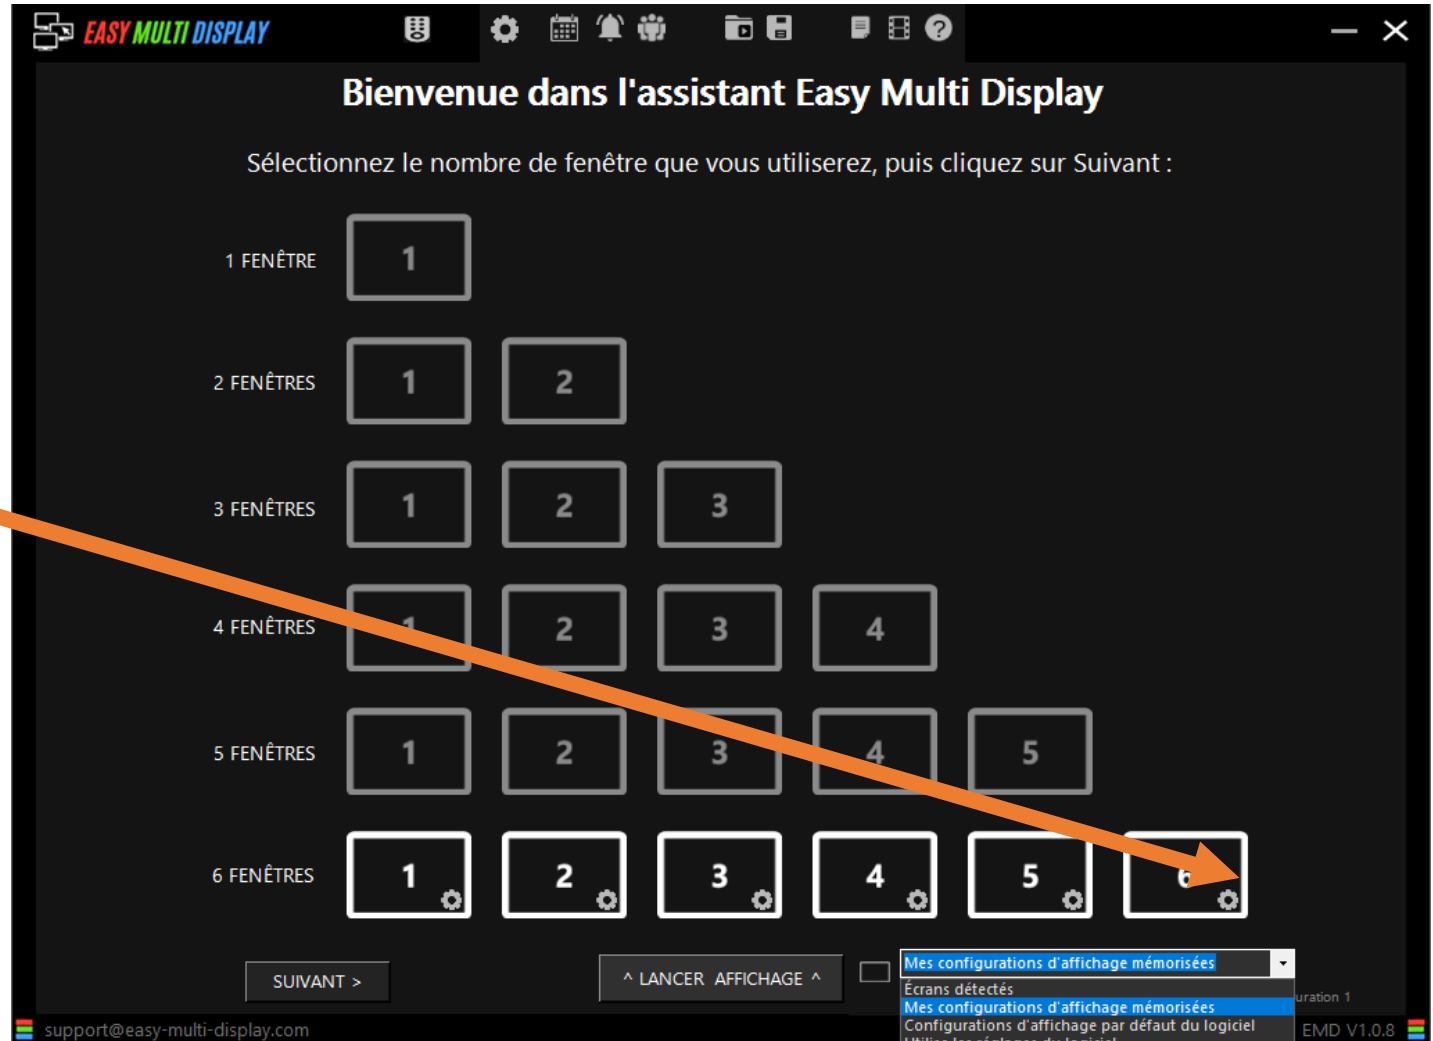 EASY MULTI DISPLAY
Bienvenue dans l'assistant Easy Multi Display
Sélectionnez le nombre de fenêtre que vous utiliserez, puis cliquez sur Suivant :
1 FENÊTRE 1
2 FENÊTRES 1 2
3 FENÊTRES 1 2 3
4 FENÊTRES 1 2 3 4
5 FENÊTRES 1 2 3 4 5
6 FENÊTRES 1 2 3 4 5 6
SUIVANT >
^ LANCER AFFICHAGE ^
Mes configurations d'affichage mémorisées
Écrans détectés
Mes configurations d'affichage mémorisées
uration 1
Configurations d'affichage par défaut du logiciel
support@easy-multi-display.com
EMD V1.0.8